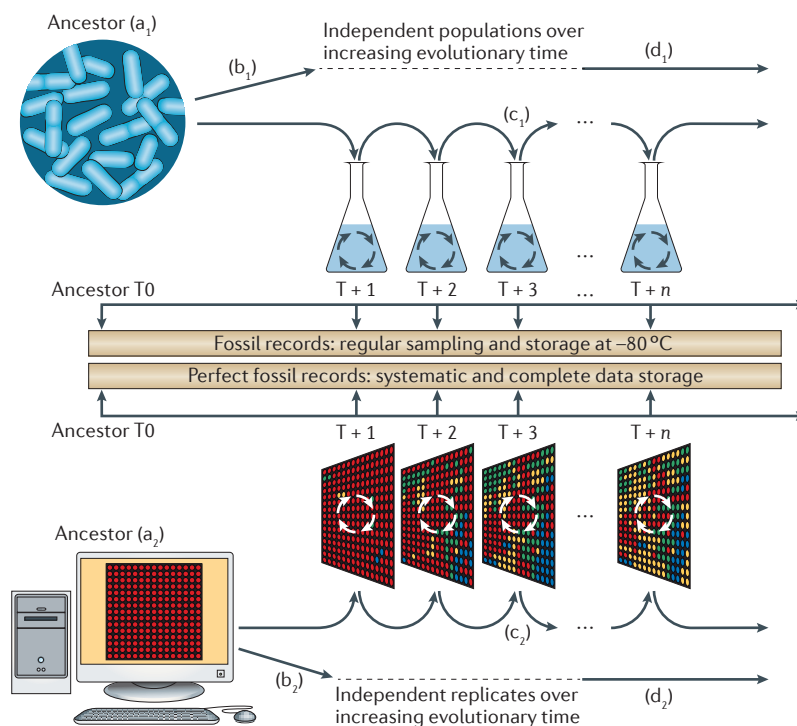 Ancestor (a₁)
(b₁)
Independent populations over
increasing evolutionary time
(d₁)
(c₁)
...
...
Ancestor T0
T + 1
T + 2
T + 3
...
T + n
Fossil records: regular sampling and storage at –80 °C
Perfect fossil records: systematic and complete data storage
Ancestor T0
T + 1
T + 2
T + 3
T + n
...
Ancestor (a₂)
(c₂)
...
(b₂)
Independent replicates over
increasing evolutionary time
(d₂)